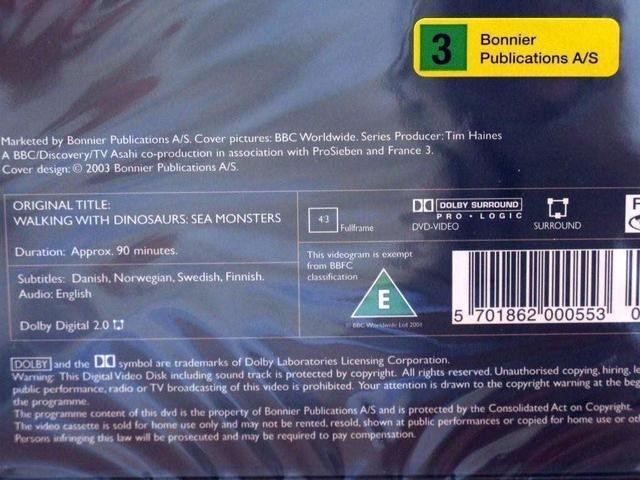 3
Bonnier
Publications A/S
Marketed by Bonnier Publications A/S. Cover pictures: BBC Worldwide. Series Producer: Tim Haines
A BBC/Discovery/TV Asahi co-production in association with ProSieben and France 3.
Cover design: © 2003 Bonnier Publications A/S.
ORIGINAL TITLE:
WALKING WITH DINOSAURS: SEA MONSTERS
Duration: Approx. 90 minutes.
Subtitles: Danish, Norwegian, Swedish, Finnish.
Audio: English
Dolby Digital 2.0
4:3
Fullframe
DOLBY SURROUND
PRO • LOGIC
DVD-VIDEO
SURROUND
This videogram is exempt
from BBFC
classification
E
© BBC Worldwide Ltd 2001
5 701862 000553
DOLBY and the symbol are trademarks of Dolby Laboratories Licensing Corporation.
Warning: This Digital Video Disk including sound track is protected by copyright. All rights reserved. Unauthorised copying, hiring, le
public performance, radio or TV broadcasting of this video is prohibited. Your attention is drawn to the copyright warning at the beg
the programme.
The programme content of this dvd is the property of Bonnier Publications A/S and is protected by the Consolidated Act on Copyright.
The video cassette is sold for home use only and may not be rented, resold, shown at public performances or copied for home use or ot
Persons infringing this law will be prosecuted and may be required to pay compensation.